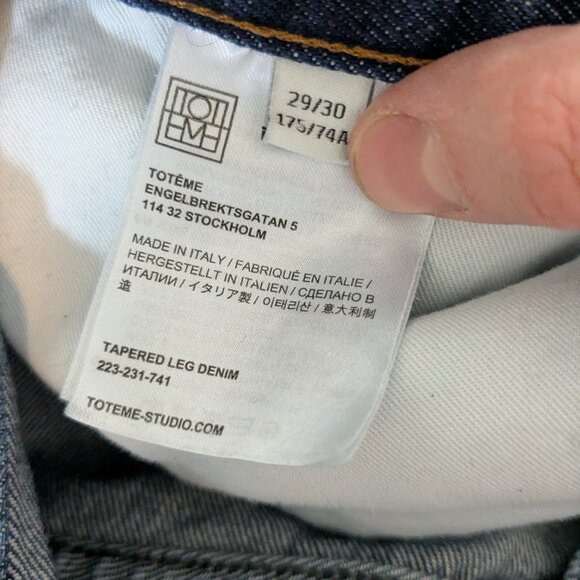 29/30
175/74A
TOTÊME
ENGELBREKTSGATAN 5
114 32 STOCKHOLM
MADE IN ITALY / FABRIQUÉ EN ITALIE /
HERGESTELLT IN ITALIEN / СДЕЛАНО В
ИТАЛИИ / イタリア製 / 이태리산 / 意大利制
造
TAPERED LEG DENIM
223-231-741
TOTEME-STUDIO.COM